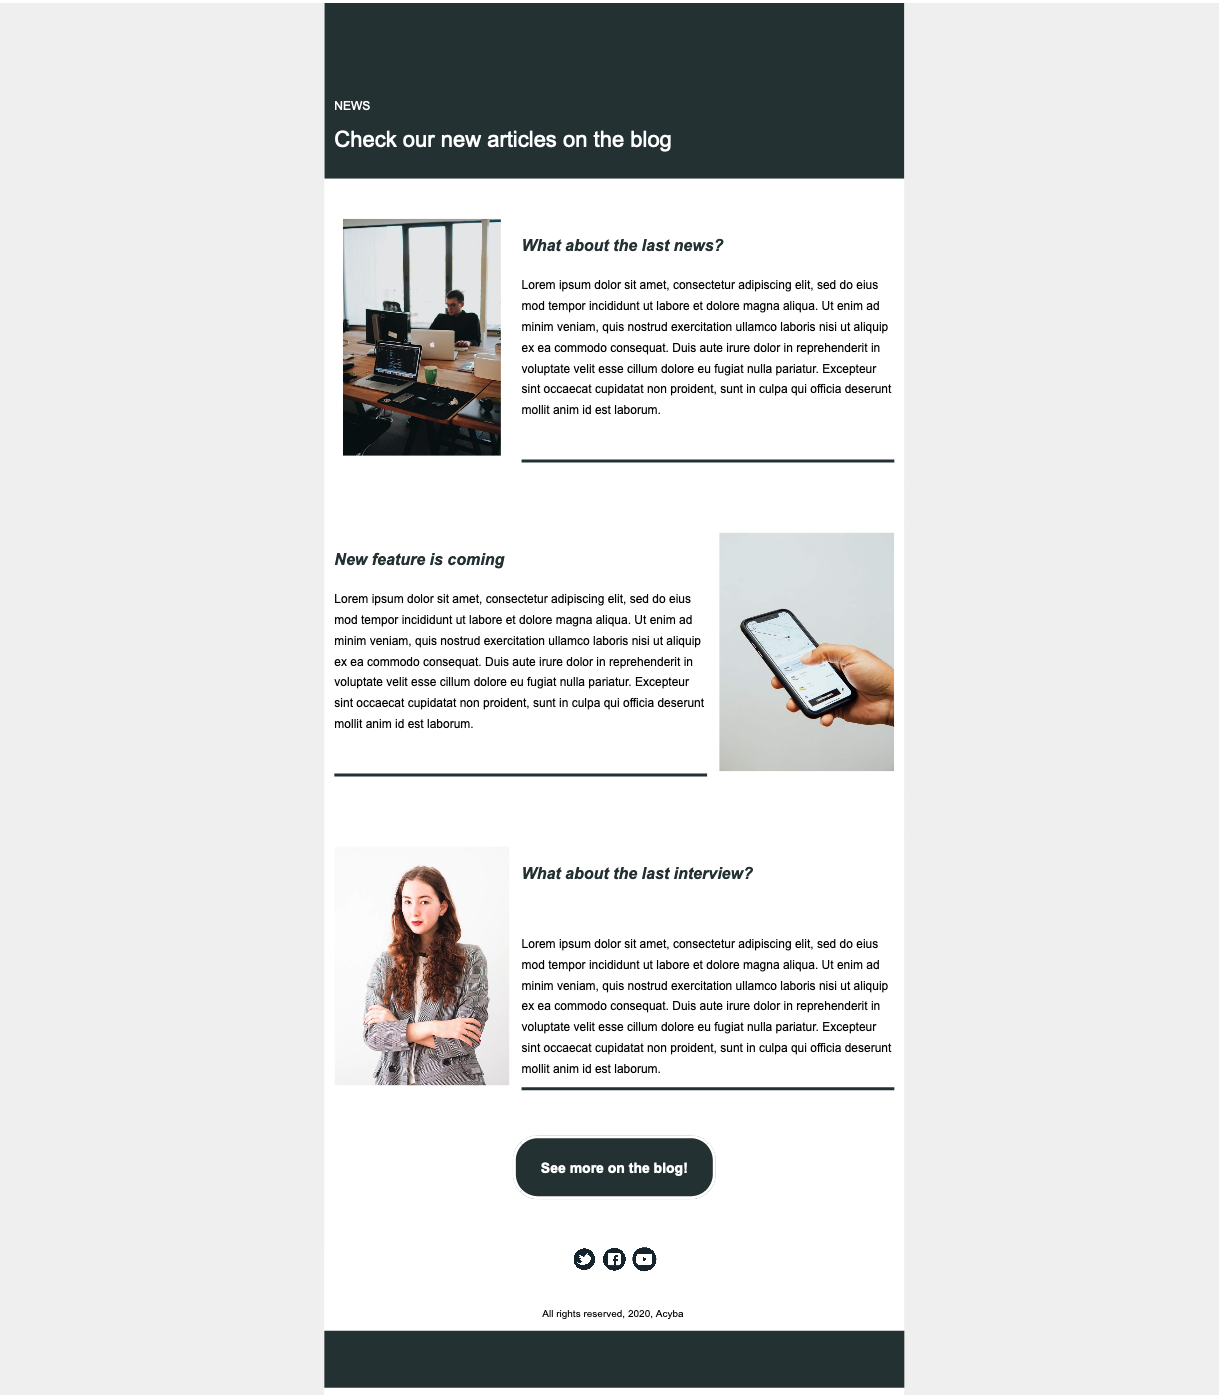 NEWS
Check our new articles on the blog
What about the last news?
Lorem ipsum dolor sit amet, consectetur adipiscing elit, sed do eius
mod tempor incididunt ut labore et dolore magna aliqua. Ut enim ad
minim veniam, quis nostrud exercitation ullamco laboris nisi ut aliquip
ex ea commodo consequat. Duis aute irure dolor in reprehenderit in
voluptate velit esse cillum dolore eu fugiat nulla pariatur. Excepteur
sint occaecat cupidatat non proident, sunt in culpa qui officia deserunt
mollit anim id est laborum.
New feature is coming
Lorem ipsum dolor sit amet, consectetur adipiscing elit, sed do eius
mod tempor incididunt ut labore et dolore magna aliqua. Ut enim ad
minim veniam, quis nostrud exercitation ullamco laboris nisi ut aliquip
ex ea commodo consequat. Duis aute irure dolor in reprehenderit in
voluptate velit esse cillum dolore eu fugiat nulla pariatur. Excepteur
sint occaecat cupidatat non proident, sunt in culpa qui officia deserunt
mollit anim id est laborum.
What about the last interview?
Lorem ipsum dolor sit amet, consectetur adipiscing elit, sed do eius
mod tempor incididunt ut labore et dolore magna aliqua. Ut enim ad
minim veniam, quis nostrud exercitation ullamco laboris nisi ut aliquip
ex ea commodo consequat. Duis aute irure dolor in reprehenderit in
voluptate velit esse cillum dolore eu fugiat nulla pariatur. Excepteur
sint occaecat cupidatat non proident, sunt in culpa qui officia deserunt
mollit anim id est laborum.
See more on the blog!
All rights reserved, 2020, Acyba